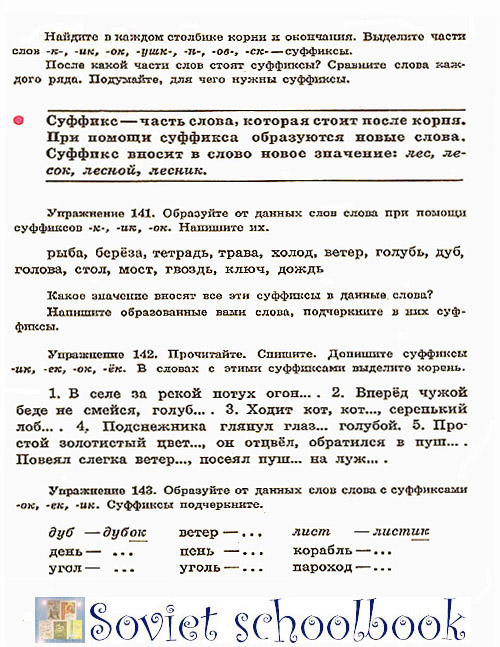 Найдите в каждом столбике корни и окончания. Выделите части
слов -к-, -ик, -ок, -ушк-, -н-, -ов-, -ск- — суффиксы.
После какой части слов стоят суффиксы? Сравните слова каж-
дого ряда. Подумайте, для чего нужны суффиксы.
Суффикс — часть слова, которая стоит после корня.
При помощи суффикса образуются новые слова.
Суффикс вносит в слово новое значение: лес, ле-
сок, лесной, лесник.
Упражнение 141. Образуйте от данных слов слова при помощи
суффиксов -к-, -ик, -ок. Напишите их.
рыба, берёза, тетрадь, трава, холод, ветер, голубь, дуб,
голова, стол, мост, гвоздь, ключ, дождь
Какое значение вносят все эти суффиксы в данные слова?
Напишите образованные вами слова, подчеркните в них суф-
фиксы.
Упражнение 142. Прочитайте. Спишите. Допишите суффиксы
-ик, -ек, -ок, -ёк. В словах с этими суффиксами выделите корень.
1. В селе за рекой потух огон... . 2. Вперёд чужой
беде не смейся, голуб... . 3. Ходит кот, кот..., серенький
лоб... . 4. Подснежника глянул глаз... голубой. 5. Про-
стой золотистый цвет..., он отцвёл, обратился в пуш... .
Повеял слегка ветер..., посеял пуш... на луж... .
Упражнение 143. Образуйте от данных слов слова с суффиксами
-ок, -ек, -ик. Суффиксы подчеркните.
дуб — дубок ветер — ... лист — листик
день — ... пень — ... корабль — ...
угол — ... уголь — ... пароход — ...
Soviet schoolbook